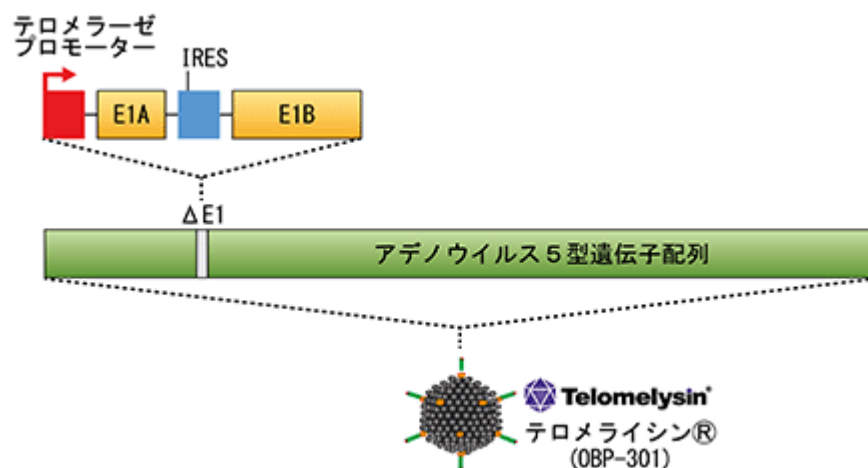 テロメラーゼ
プロモーター
IRES
E1A
E1B
ΔE1
アデノウイルス5型遺伝子配列
Telomelysin®
テロメライシン®
(OBP-301)